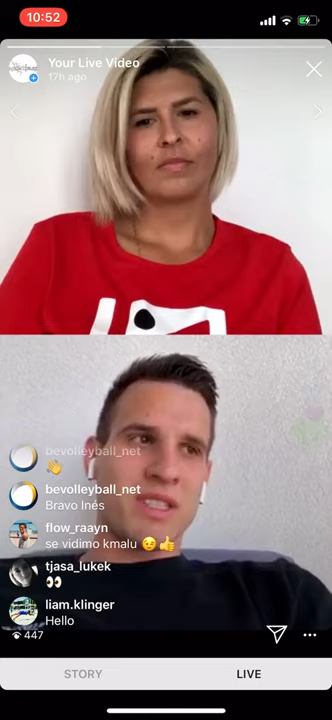 10:52
Your Live Video
17h ago
bevolleyball_net
👋
bevolleyball_net
Bravo Inés
flow_raayn
se vidimo kmalu 😉👍
tjasa_lukek
👀
liam.klinger
Hello
447
STORY
LIVE